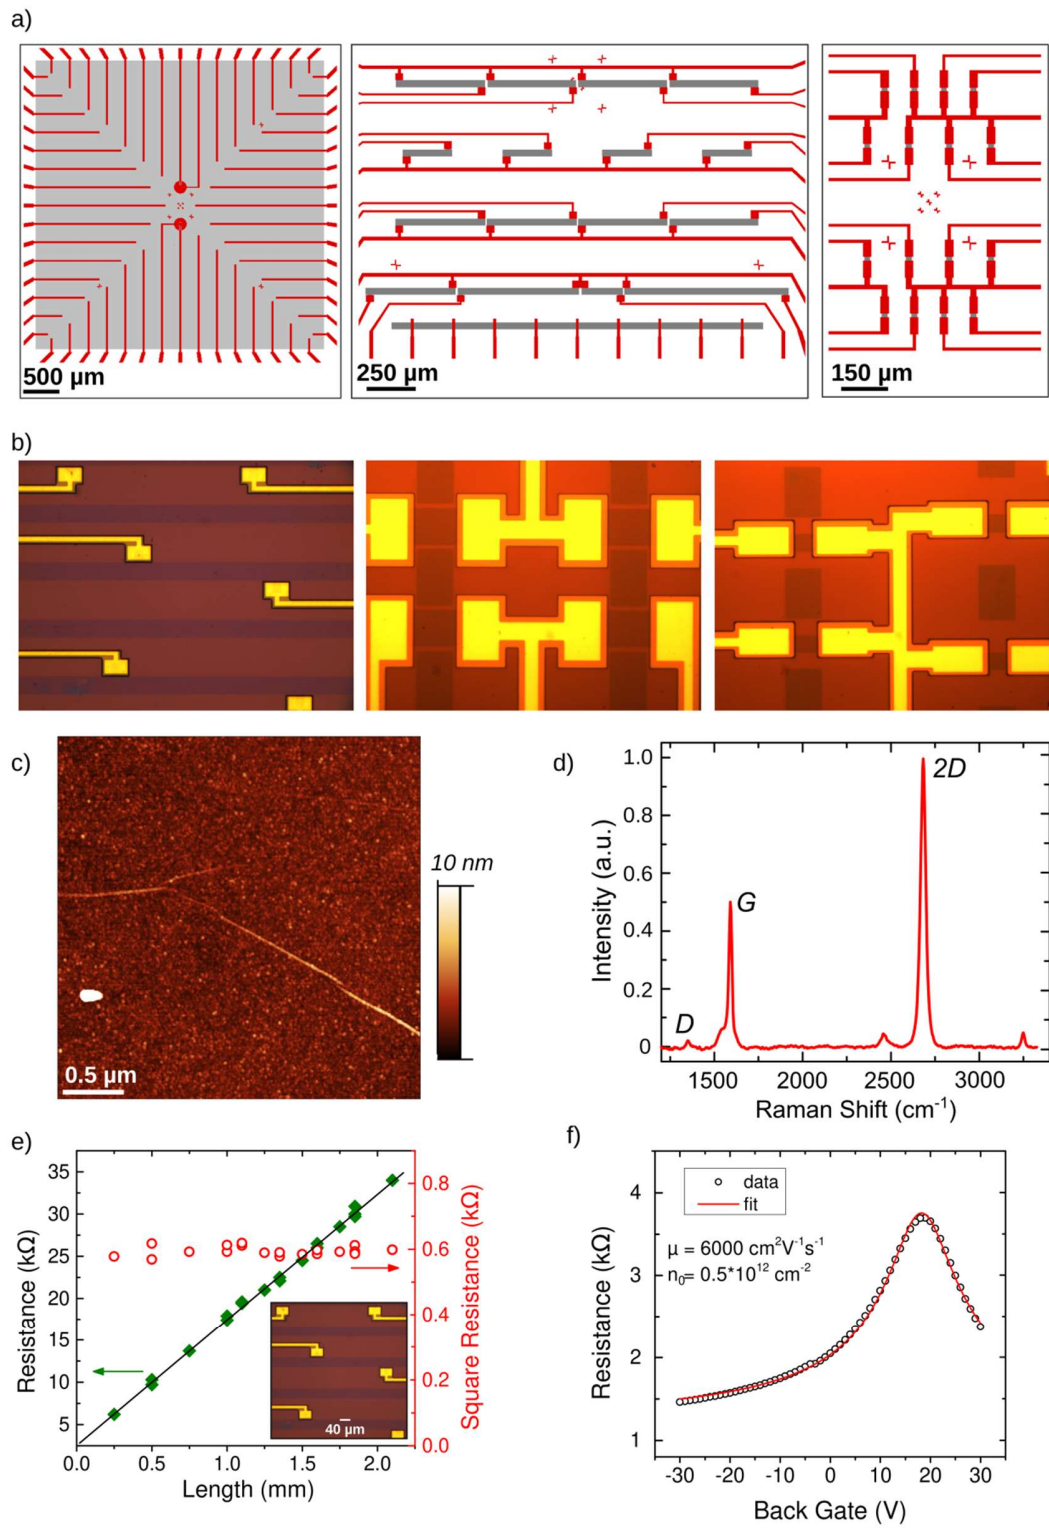 a)
500 µm
250 µm
150 µm
b)
c)
10 nm
0.5 µm
d)
Intensity (a.u.)
1.0
0.8
0.6
0.4
0.2
0
D
G
2D
1500
2000
2500
3000
Raman Shift (cm-1)
e)
Resistance (kΩ)
35
30
25
20
15
10
5
0.0
0.5
1.0
1.5
2.0
Length (mm)
0.8
0.6
0.4
0.2
0.0
Square Resistance (kΩ)
40 µm
f)
data
fit
µ = 6000 cm2V-1s-1
n0= 0.5*1012 cm-2
Resistance (kΩ)
4
3
2
1
-30
-20
-10
0
10
20
30
Back Gate (V)